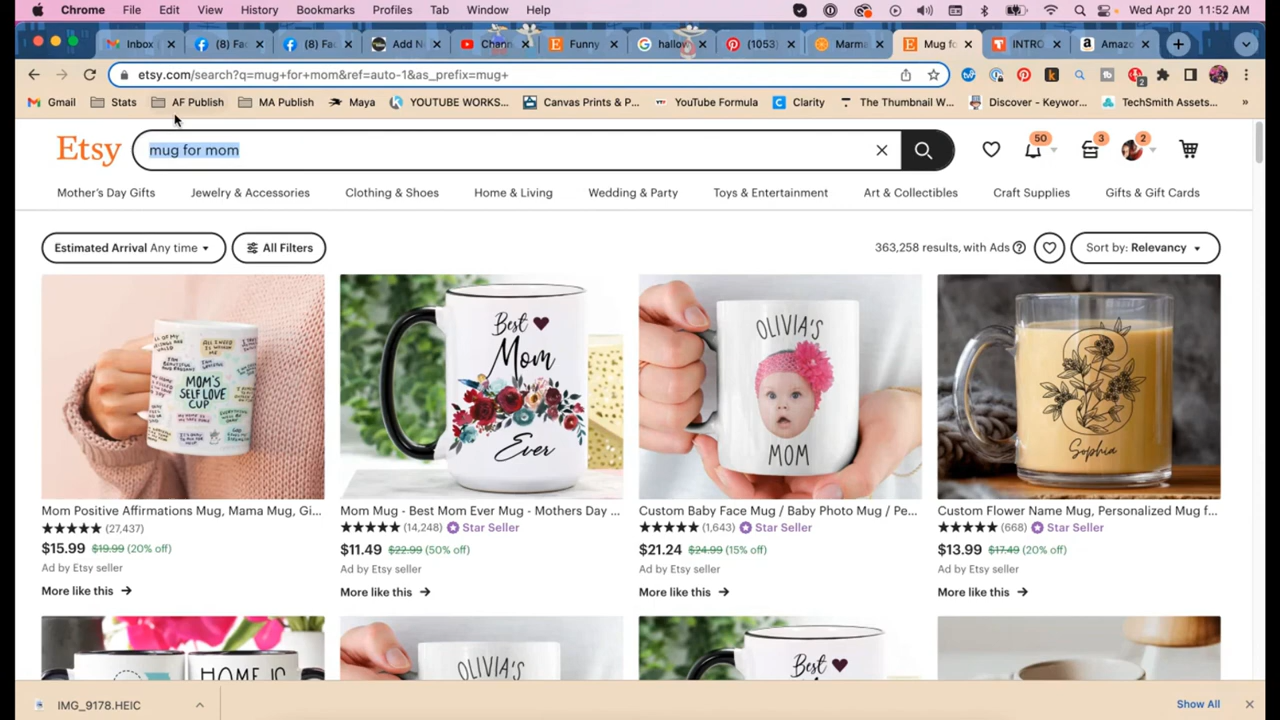 Chrome File Edit View History Bookmarks Profiles Tab Window Help Wed Apr 20 11:52 AM
Inbox (8) Fac (8) Fac Add N Chann Etsy Funny hallow (1053) Marma Mug fo INTRO Amazo
etsy.com/search?q=mug+for+mom&ref=auto-1&as_prefix=mug+
Gmail Stats AF Publish MA Publish Maya YOUTUBE WORKS... Canvas Prints & P... YouTube Formula Clarity The Thumbnail W... Discover - Keywor... TechSmith Assets... »
Etsy mug for mom 50 3 2
Mother's Day Gifts Jewelry & Accessories Clothing & Shoes Home & Living Wedding & Party Toys & Entertainment Art & Collectibles Craft Supplies Gifts & Gift Cards
Estimated Arrival Any time All Filters 363,258 results, with Ads Sort by: Relevancy
MOM'S
SELF LOVE
CUP
Best
Mom
Ever
OLIVIA'S
MOM
Sophia
Mom Positive Affirmations Mug, Mama Mug, Gi... Mom Mug - Best Mom Ever Mug - Mothers Day ... Custom Baby Face Mug / Baby Photo Mug / Pe... Custom Flower Name Mug, Personalized Mug f...
(27,437) (14,248) Star Seller (1,643) Star Seller (668) Star Seller
$15.99 $19.99 (20% off) $11.49 $22.99 (50% off) $21.24 $24.99 (15% off) $13.99 $17.49 (20% off)
Ad by Etsy seller Ad by Etsy seller Ad by Etsy seller Ad by Etsy seller
More like this → More like this → More like this → More like this →
HOME IS
OLIVIA'S
Best
IMG_9178.HEIC Show All